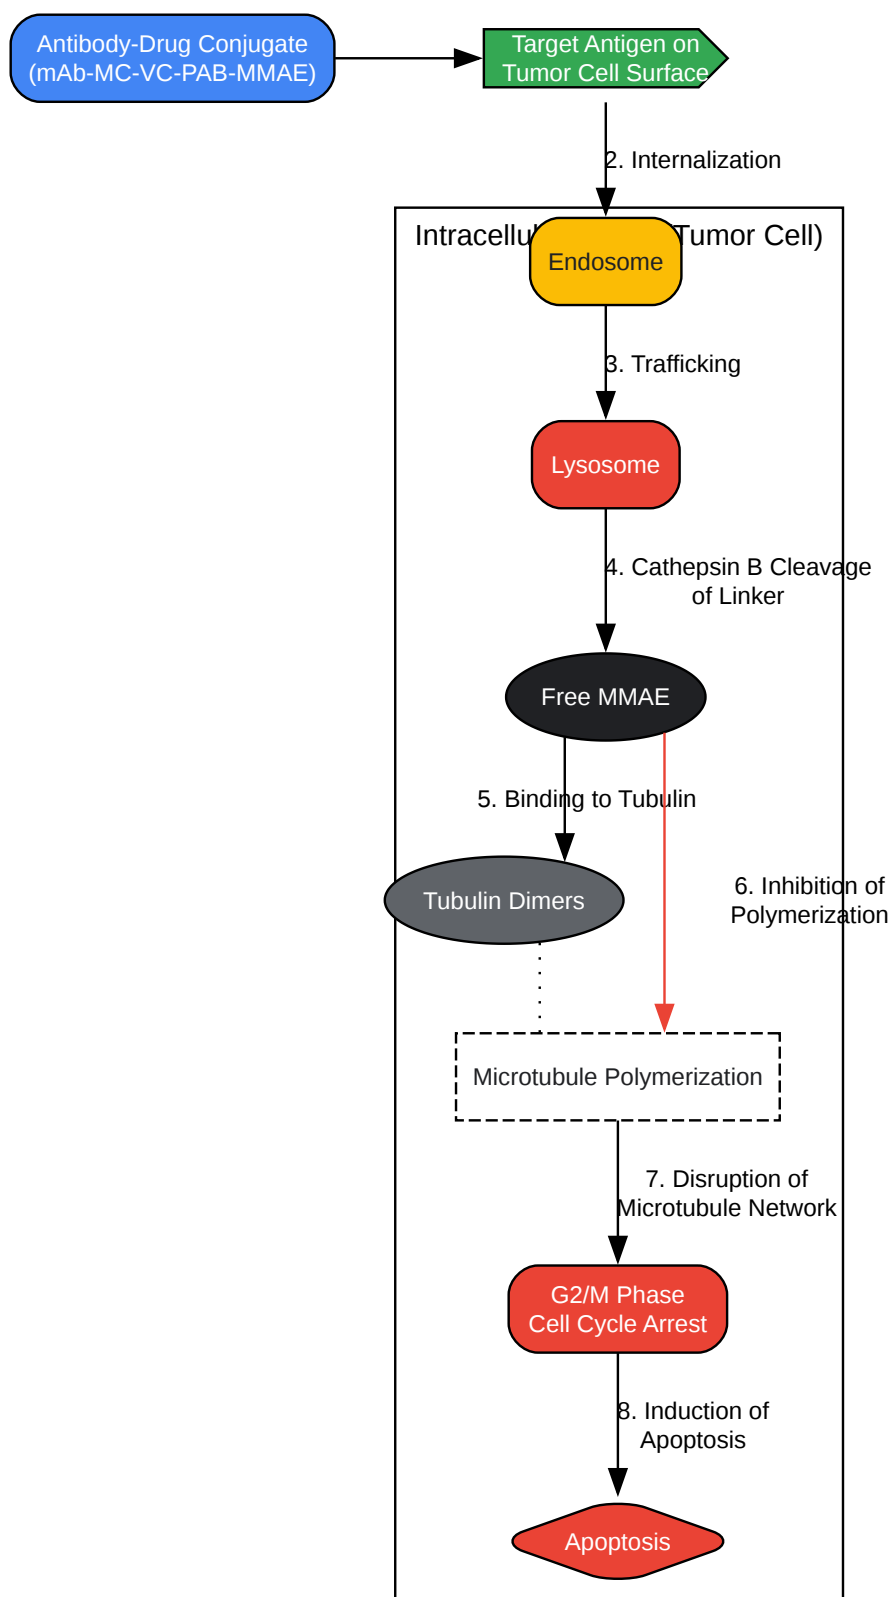 Antibody-Drug Conjugate
(mAb-MC-VC-PAB-MMAE)
Target Antigen on
Tumor Cell Surface
2. Internalization
Tumor Cell)
Endosome
3. Trafficking
Lysosome
4. Cathepsin B Cleavage
of Linker
Free MMAE
5. Binding to Tubulin
Tubulin Dimers
6. Inhibition of
Polymerization
Microtubule Polymerization
7. Disruption of
Microtubule Network
G2/M Phase
Cell Cycle Arrest
8. Induction of
Apoptosis
Apoptosis